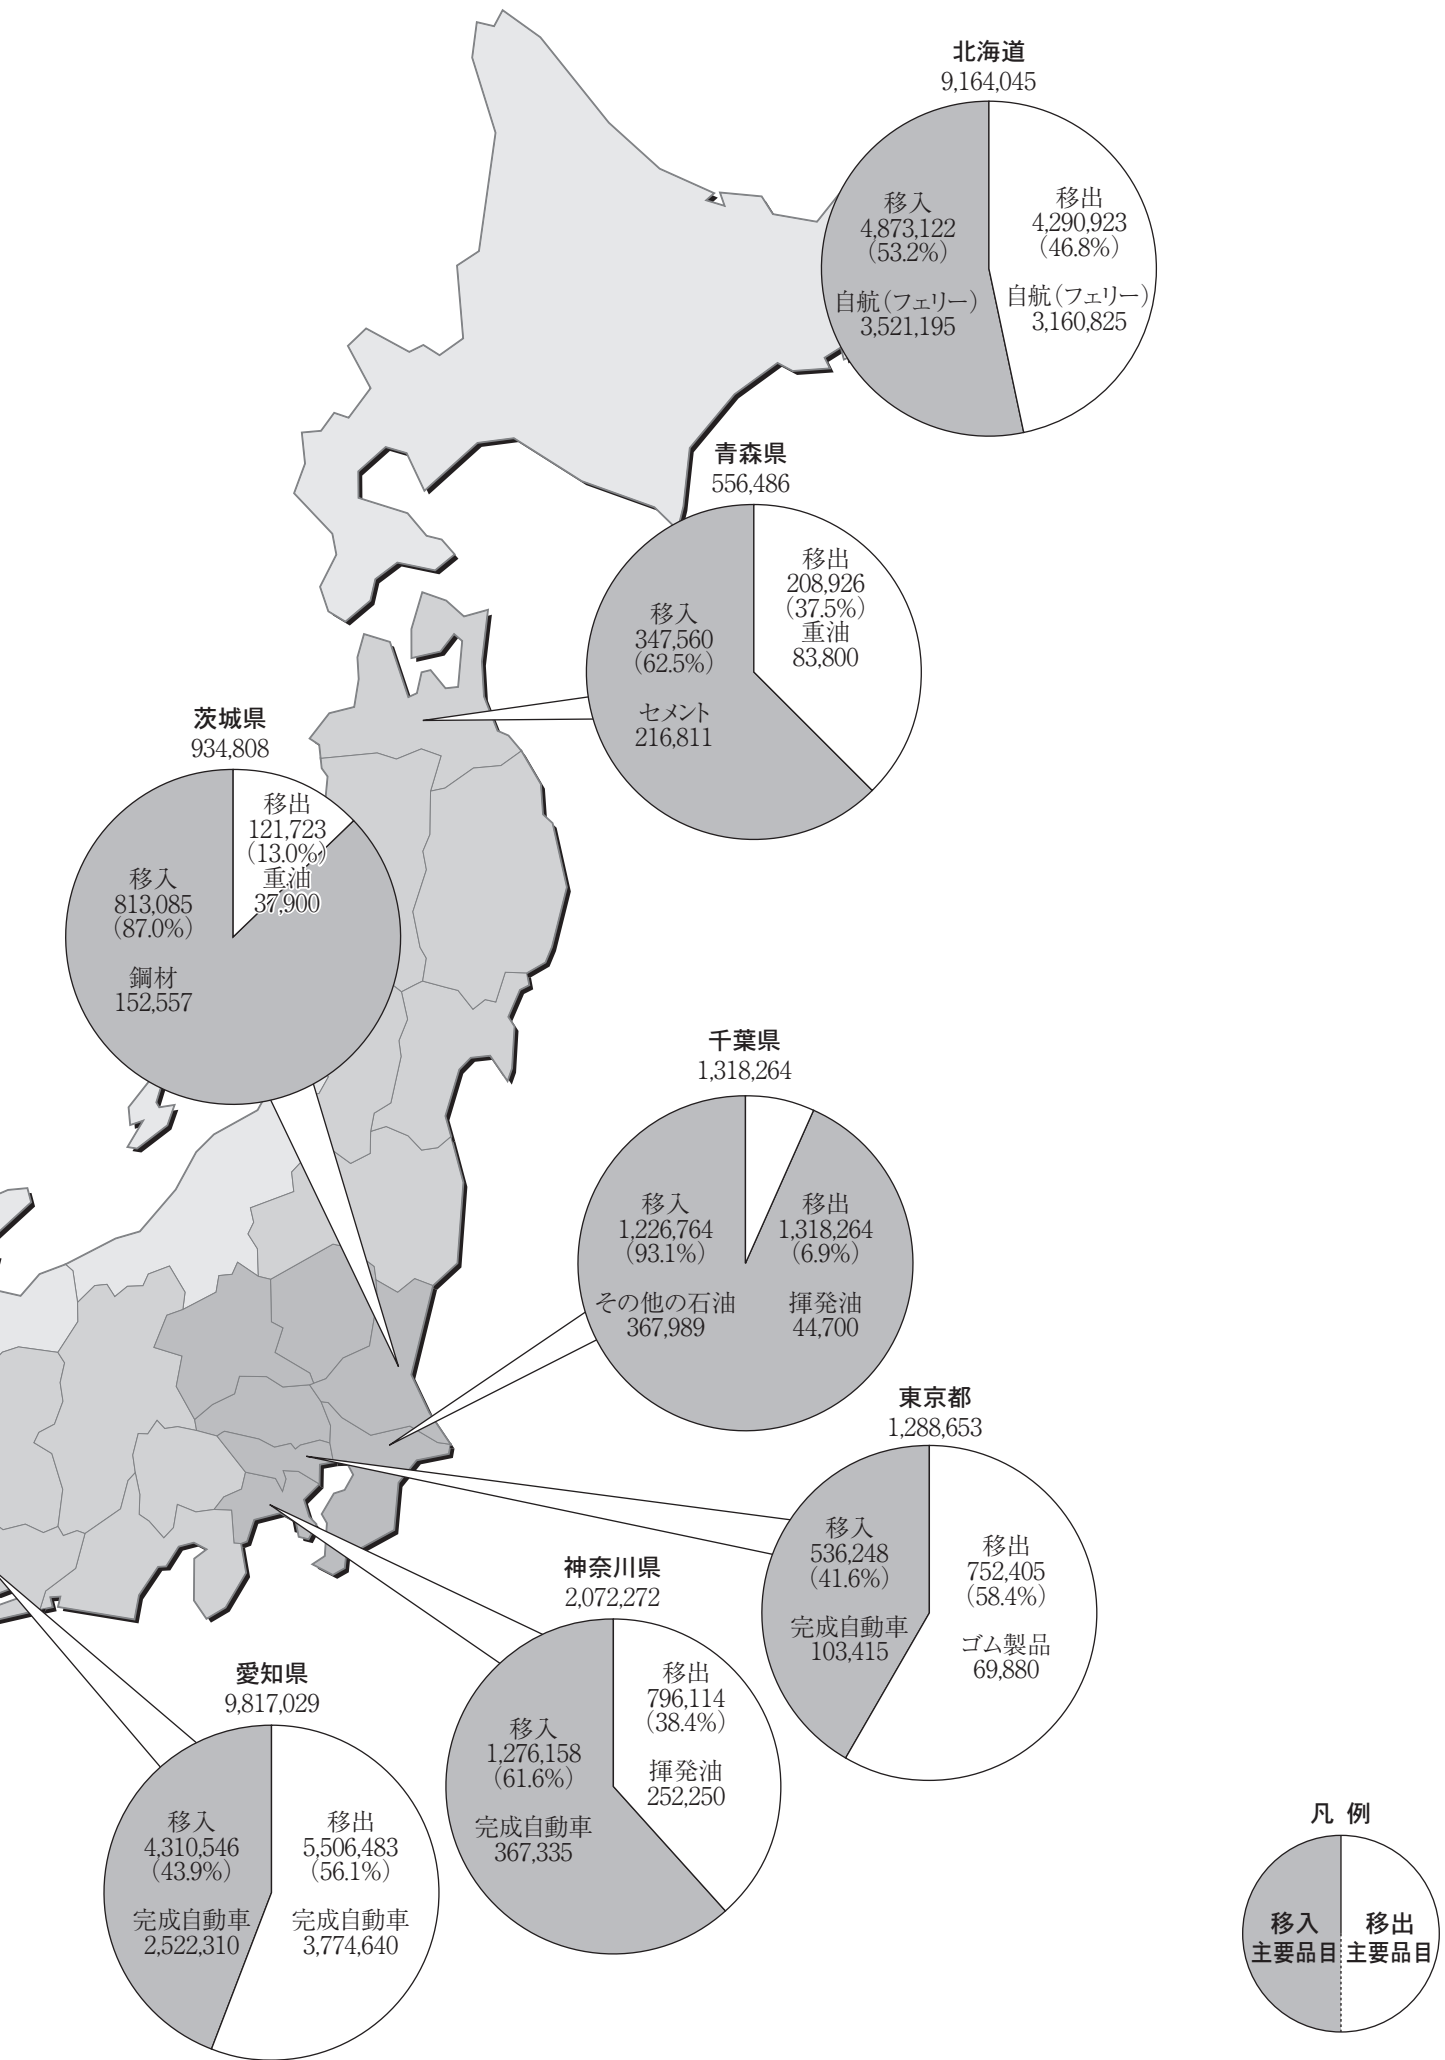 北海道
9,164,045
移入
4,873,122
（53.2%）
自航（フェリー）
3,521,195
移出
4,290,923
（46.8%）
自航（フェリー）
3,160,825
青森県
556,486
移入
347,560
（62.5%）
セメント
216,811
移出
208,926
（37.5%）
重油
83,800
茨城県
934,808
移入
813,085
（87.0%）
鋼材
152,557
移出
121,723
（13.0%）
重油
37,900
千葉県
1,318,264
移入
1,226,764
（93.1%）
その他の石油
367,989
移出
1,318,264
（6.9%）
揮発油
44,700
東京都
1,288,653
移入
536,248
（41.6%）
完成自動車
103,415
移出
752,405
（58.4%）
ゴム製品
69,880
神奈川県
2,072,272
移入
1,276,158
（61.6%）
完成自動車
367,335
移出
796,114
（38.4%）
揮発油
252,250
愛知県
9,817,029
移入
4,310,546
（43.9%）
完成自動車
2,522,310
移出
5,506,483
（56.1%）
完成自動車
3,774,640
凡 例
移入
主要品目
移出
主要品目